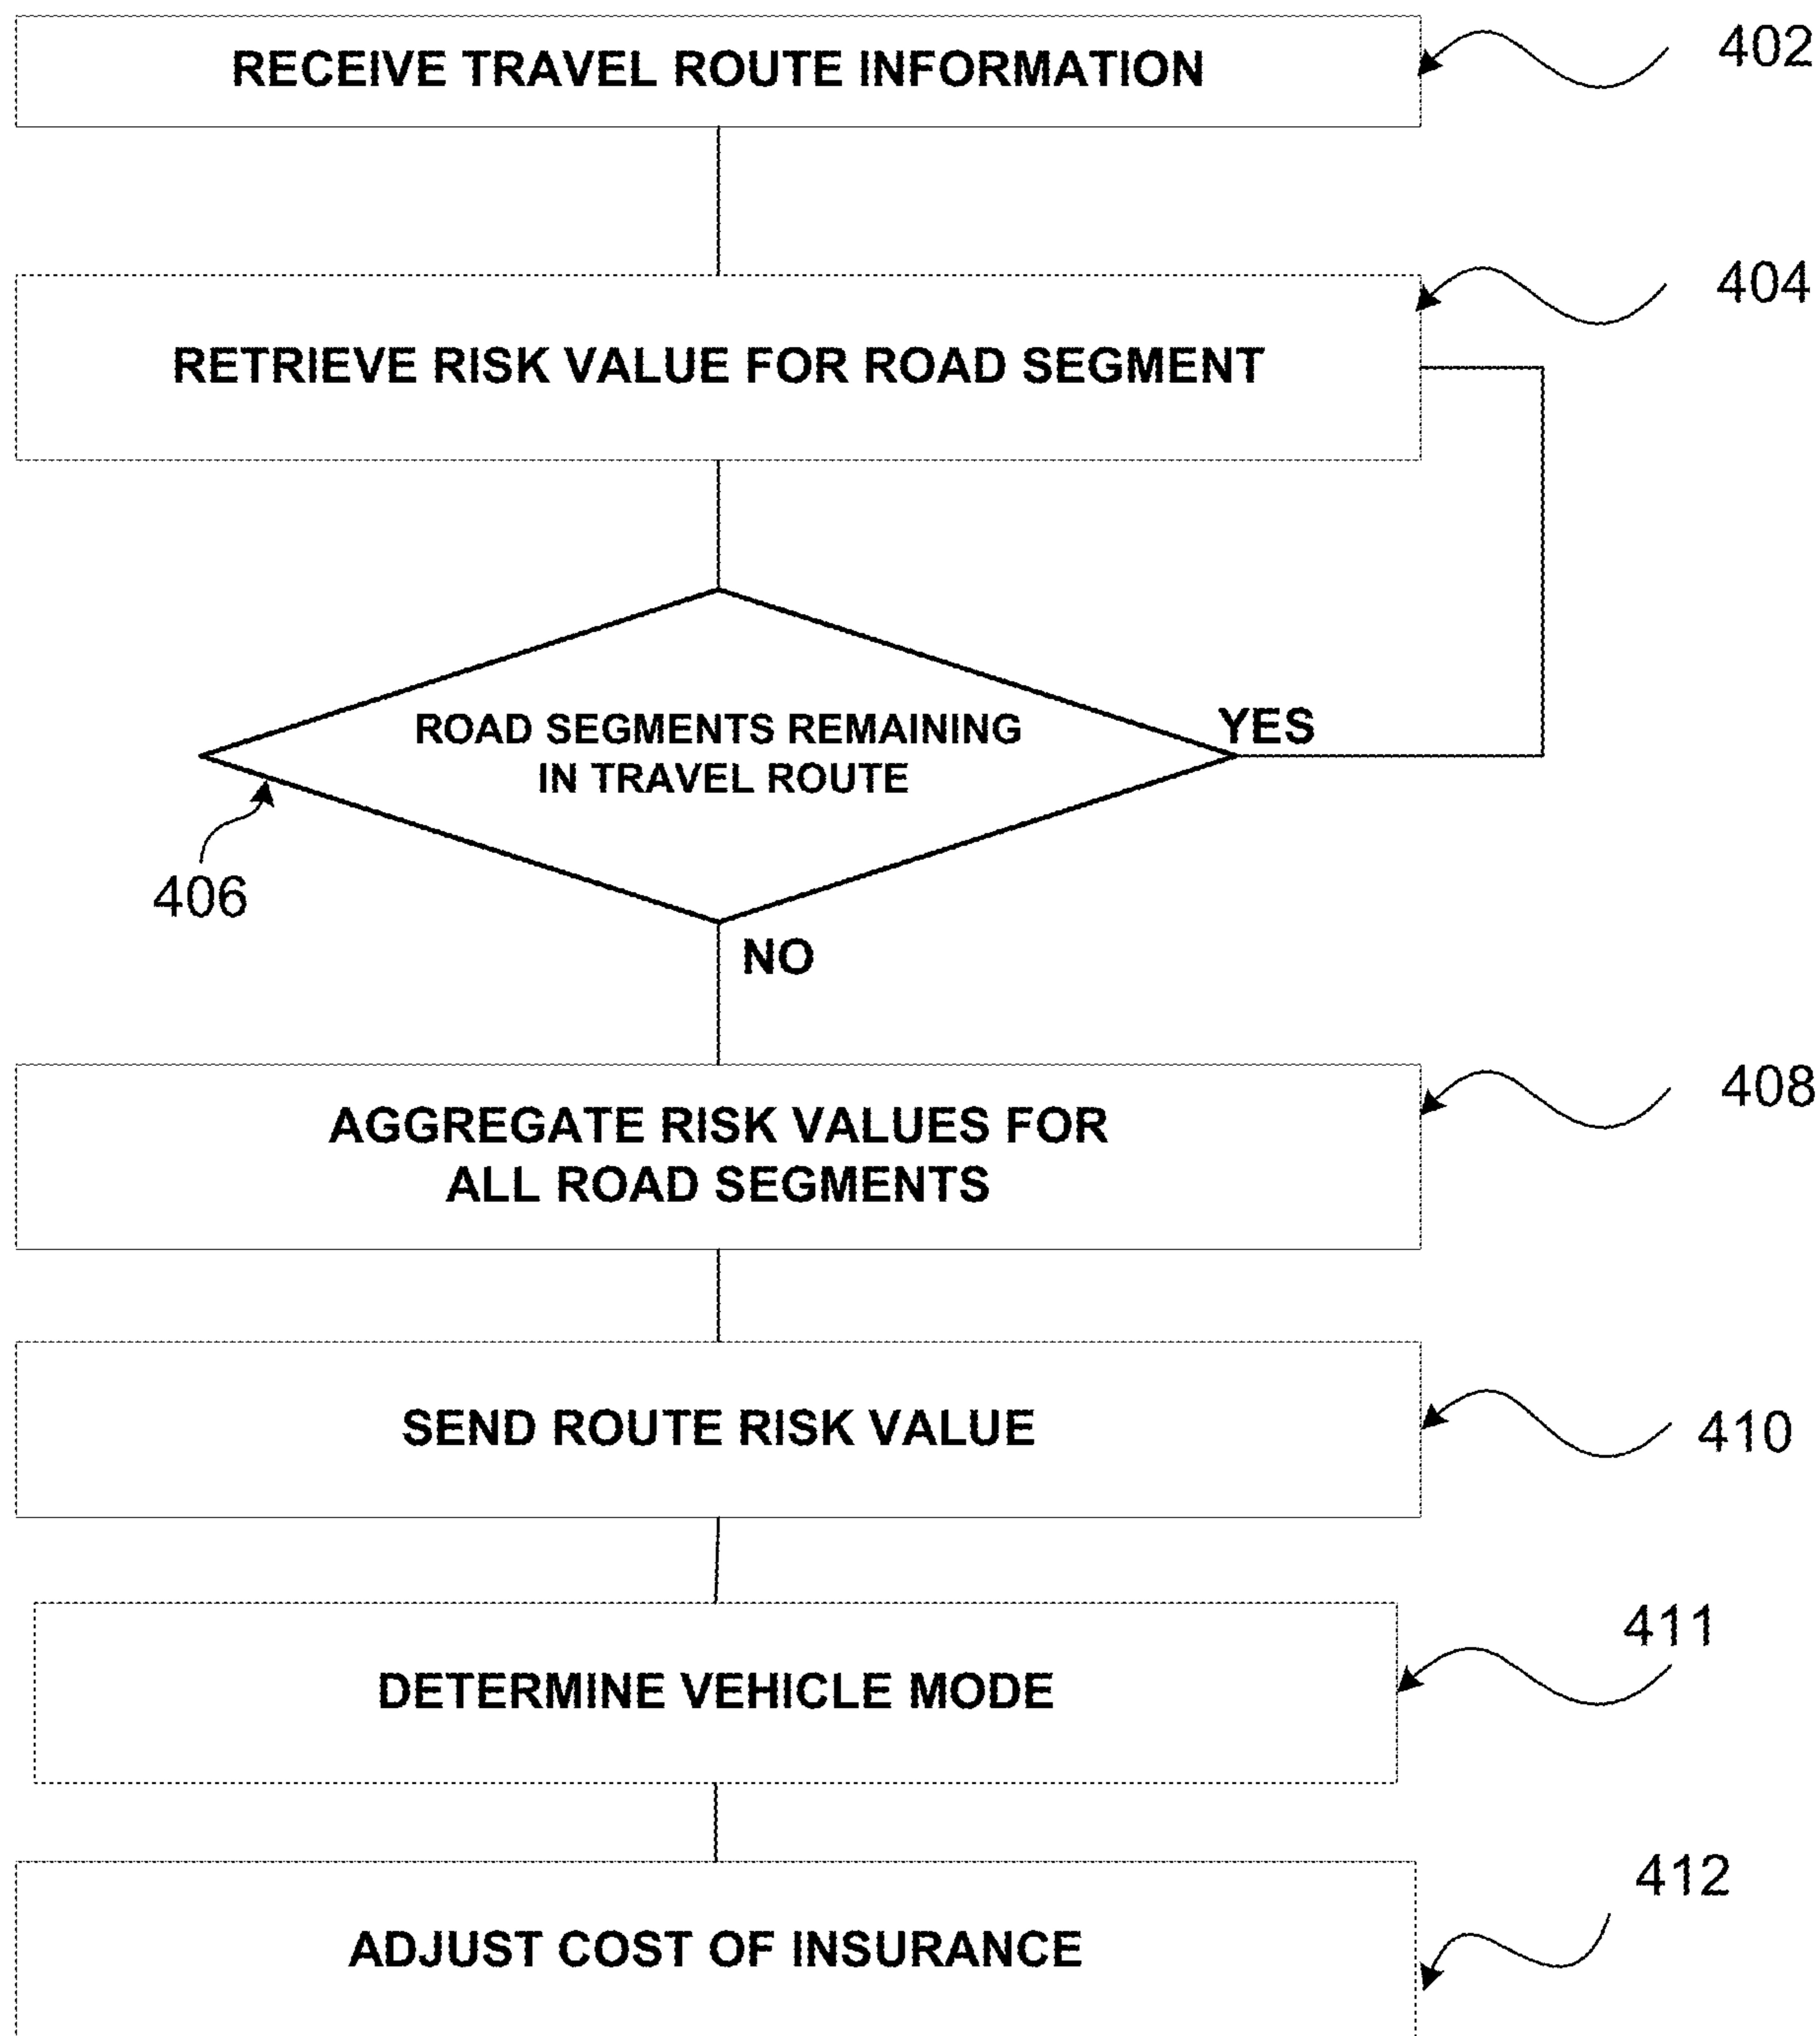 RECEIVE TRAVEL ROUTE INFORMATION
402
RETRIEVE RISK VALUE FOR ROAD SEGMENT
404
ROAD SEGMENTS REMAINING
IN TRAVEL ROUTE
YES
406
NO
AGGREGATE RISK VALUES FOR
ALL ROAD SEGMENTS
408
SEND ROUTE RISK VALUE
410
DETERMINE VEHICLE MODE
411
ADJUST COST OF INSURANCE
412